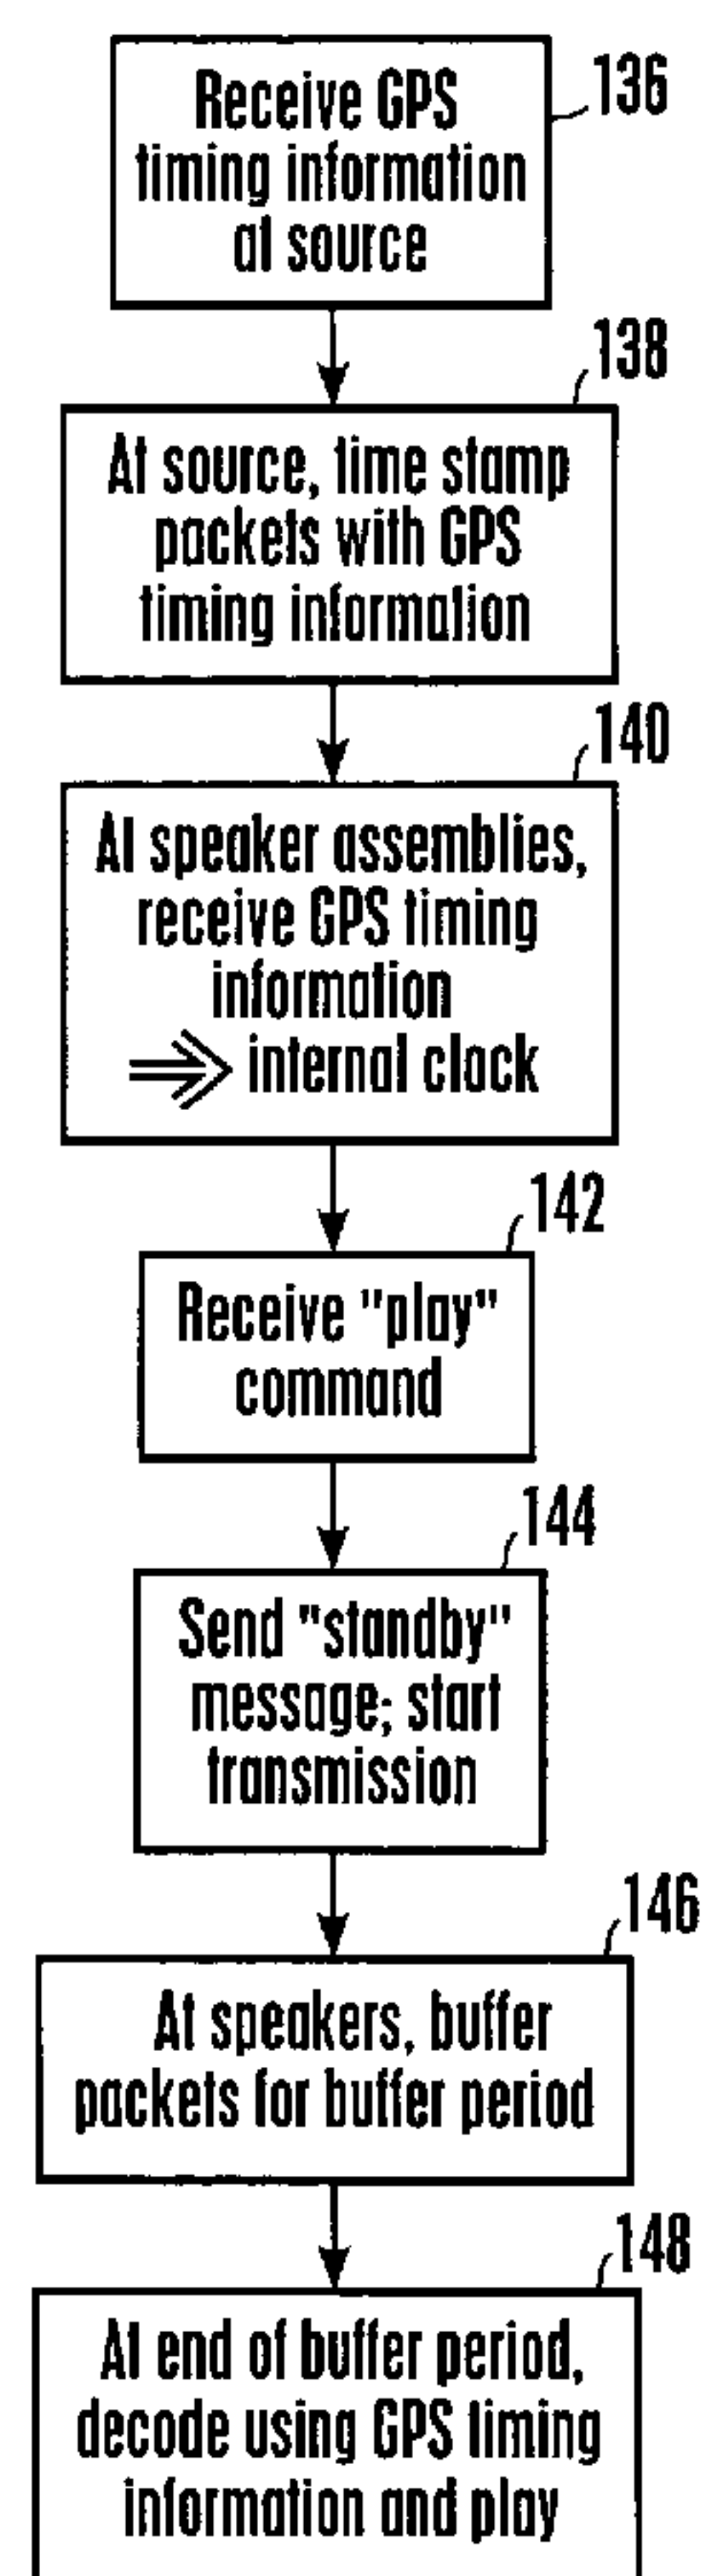 Receive GPS
timing information
at source
136
138
At source, time stamp
packets with GPS
timing information
140
At speaker assemblies,
receive GPS timing
information
⇒ internal clock
142
Receive "play"
command
144
Send "standby"
message; start
transmission
146
At speakers, buffer
packets for buffer period
148
At end of buffer period,
decode using GPS timing
information and play